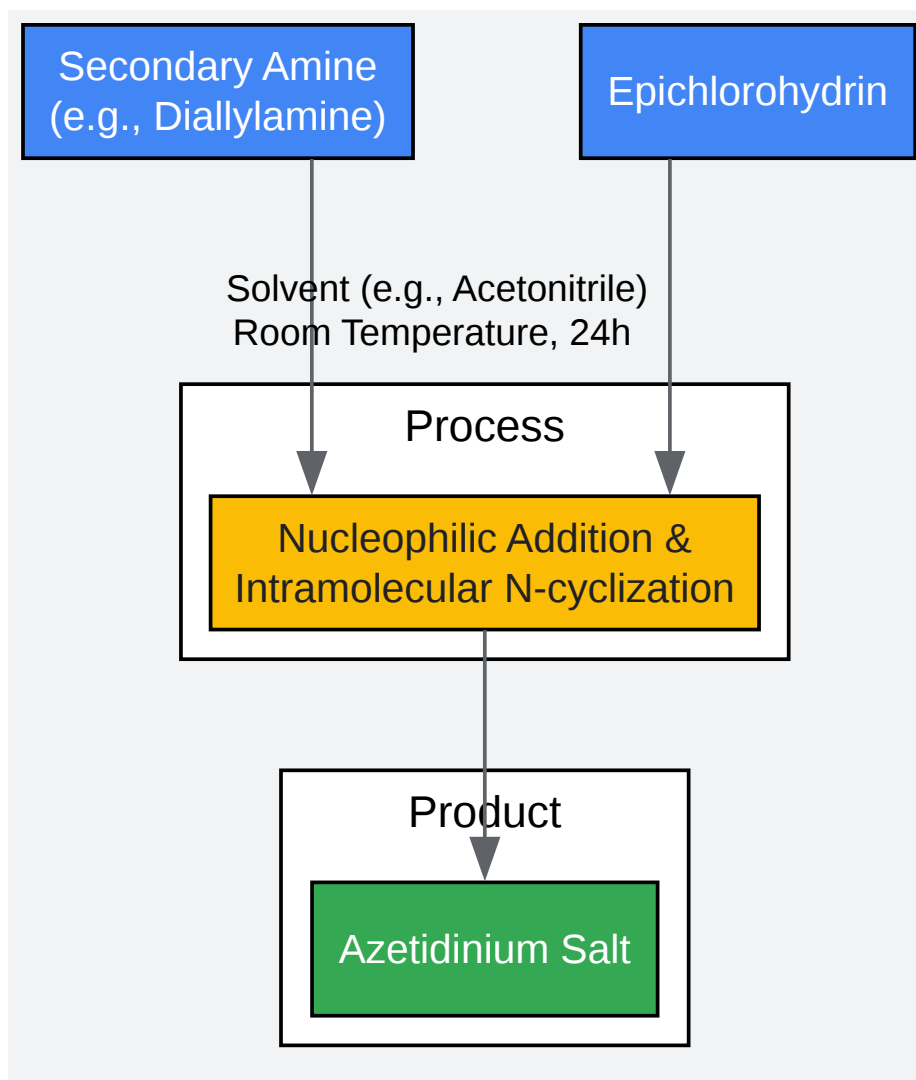 Secondary Amine
(e.g., Diallylamine)
Epichlorohydrin
Solvent (e.g., Acetonitrile)
Room Temperature, 24h
Process
Nucleophilic Addition &
Intramolecular N-cyclization
Product
Azetidinium Salt